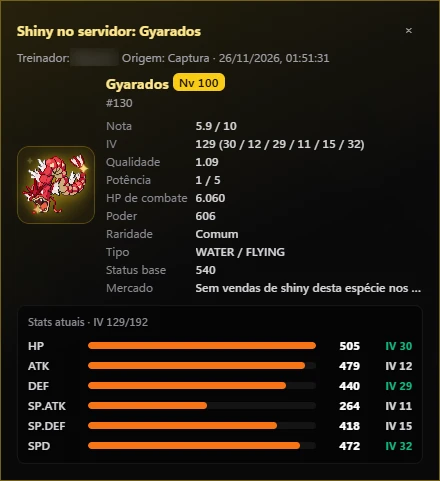 Shiny no servidor: Gyarados ×
Treinador: Origem: Captura · 26/11/2026, 01:51:31
Gyarados Nv 100
#130
Nota 5.9 / 10
IV 129 (30 / 12 / 29 / 11 / 15 / 32)
Qualidade 1.09
Potência 1 / 5
HP de combate 6.060
Poder 606
Raridade Comum
Tipo WATER / FLYING
Status base 540
Mercado Sem vendas de shiny desta espécie nos ...
Stats atuais · IV 129/192
HP 505 IV 30
ATK 479 IV 12
DEF 440 IV 29
SP.ATK 264 IV 11
SP.DEF 418 IV 15
SPD 472 IV 32